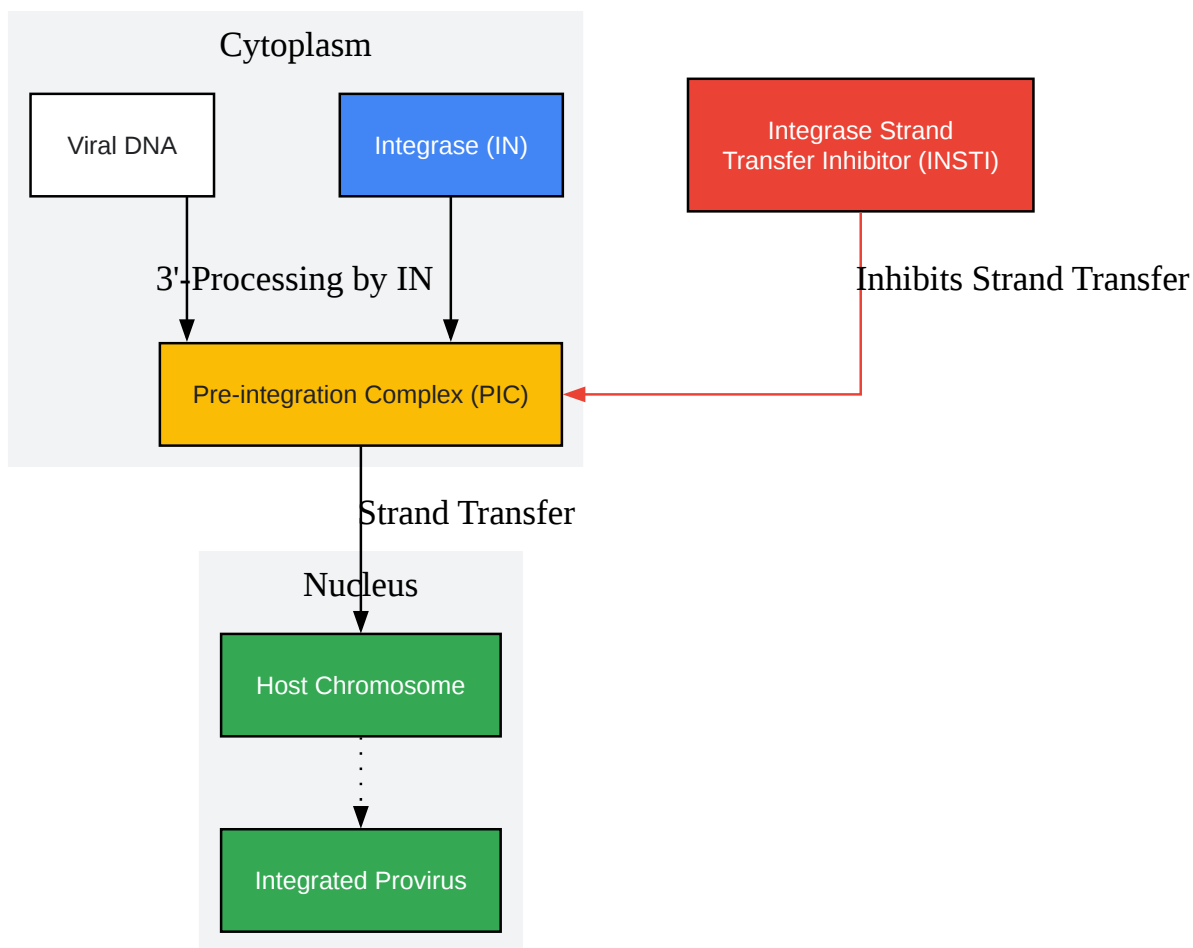 Cytoplasm
Viral DNA
Integrase (IN)
Integrase Strand
Transfer Inhibitor (INSTI)
3'-Processing by IN
Inhibits Strand Transfer
Pre-integration Complex (PIC)
Strand Transfer
Nucleus
Host Chromosome
Integrated Provirus